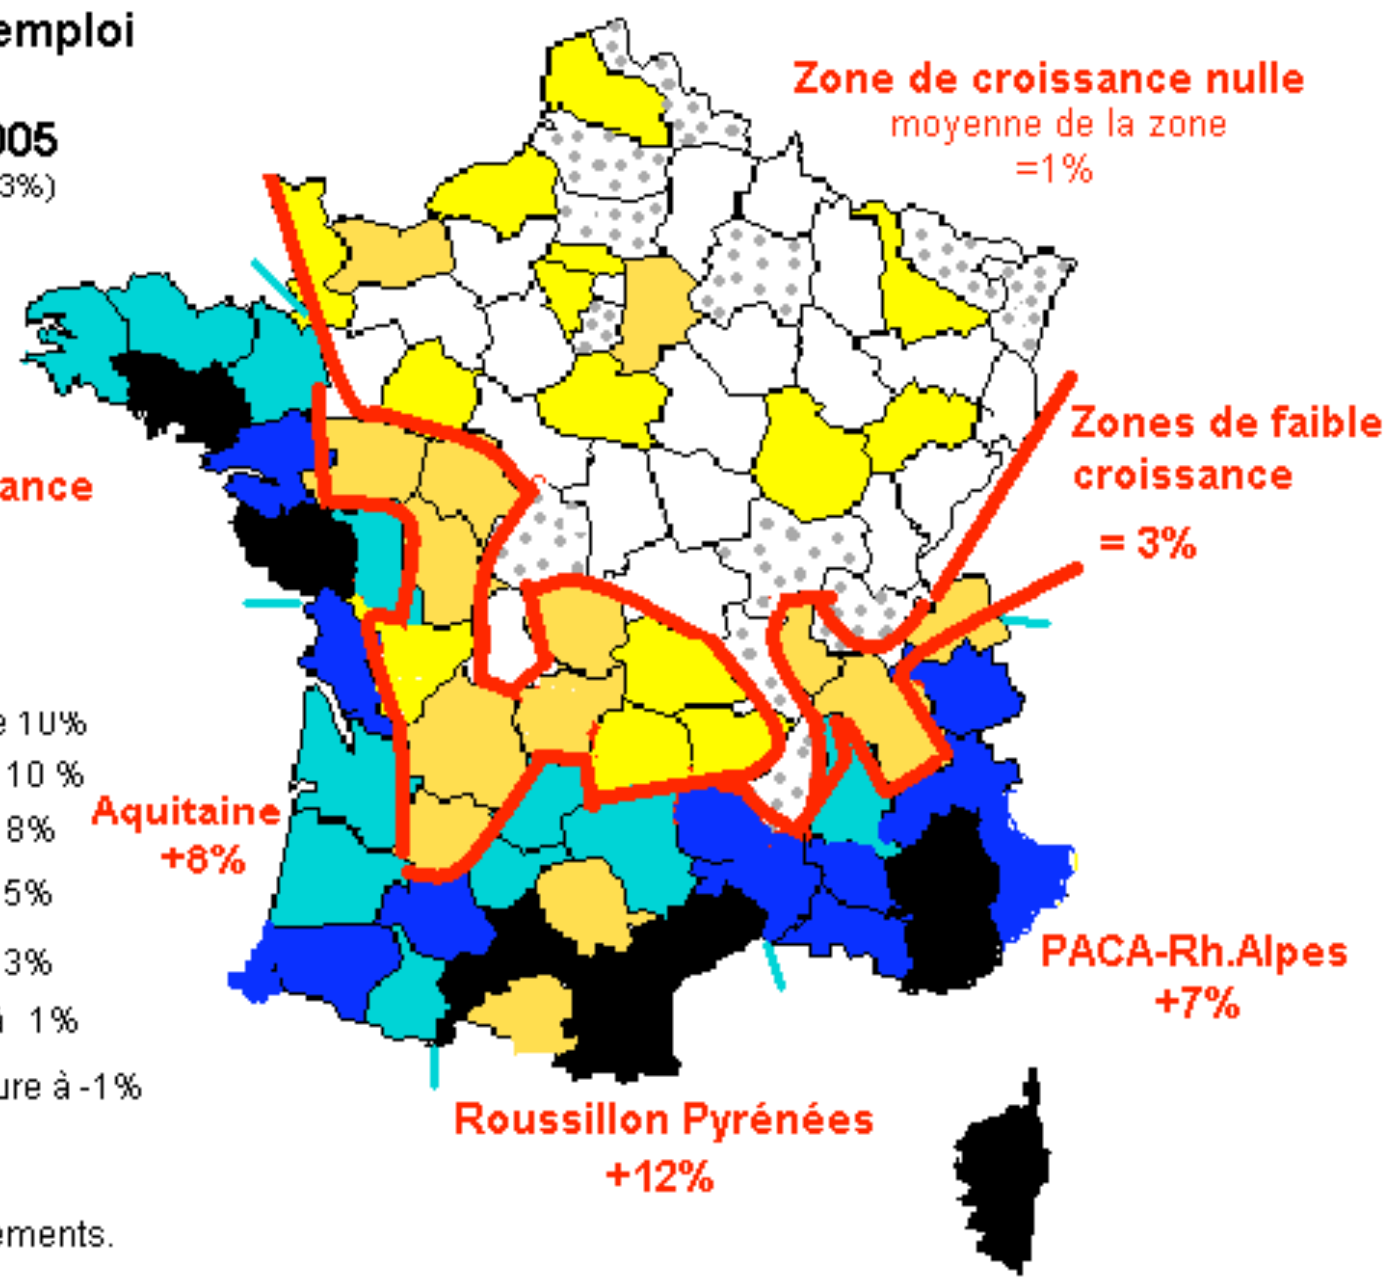 emploi
005
3%)
Zone de croissance nulle
moyenne de la zone
=1%
Zones de faible
croissance
= 3%
ance
e 10%
10 %
8%
5%
3%
à 1%
ure à -1%
Aquitaine
+8%
PACA-Rh.Alpes
+7%
Roussillon Pyrénées
+12%
ements.